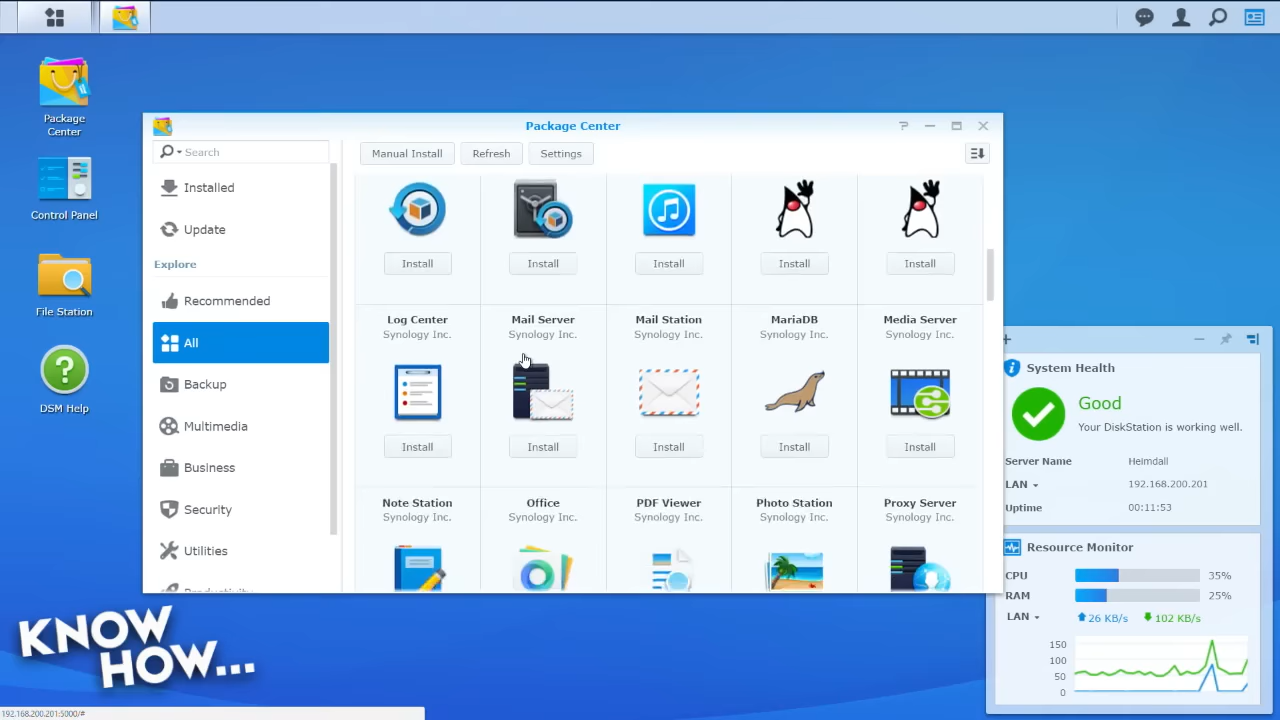 Package Center
Package
Center
Control Panel
File Station
DSM Help
Search
Installed
Update
Explore
Recommended
All
Backup
Multimedia
Business
Security
Utilities
Manual Install
Refresh
Settings
Install
Install
Install
Install
Install
Log Center
Synology Inc.
Mail Server
Synology Inc.
Mail Station
Synology Inc.
MariaDB
Synology Inc.
Media Server
Synology Inc.
Install
Install
Install
Install
Install
Note Station
Synology Inc.
Office
Synology Inc.
PDF Viewer
Synology Inc.
Photo Station
Synology Inc.
Proxy Server
Synology Inc.
System Health
Good
Your DiskStation is working well.
Server Name Heimdall
LAN 192.168.200.201
Uptime 00:11:53
Resource Monitor
CPU 35%
RAM 25%
LAN 26 KB/s 102 KB/s
150
100
50
0
KNOW
HOW...
192.168.200.201:5000/#